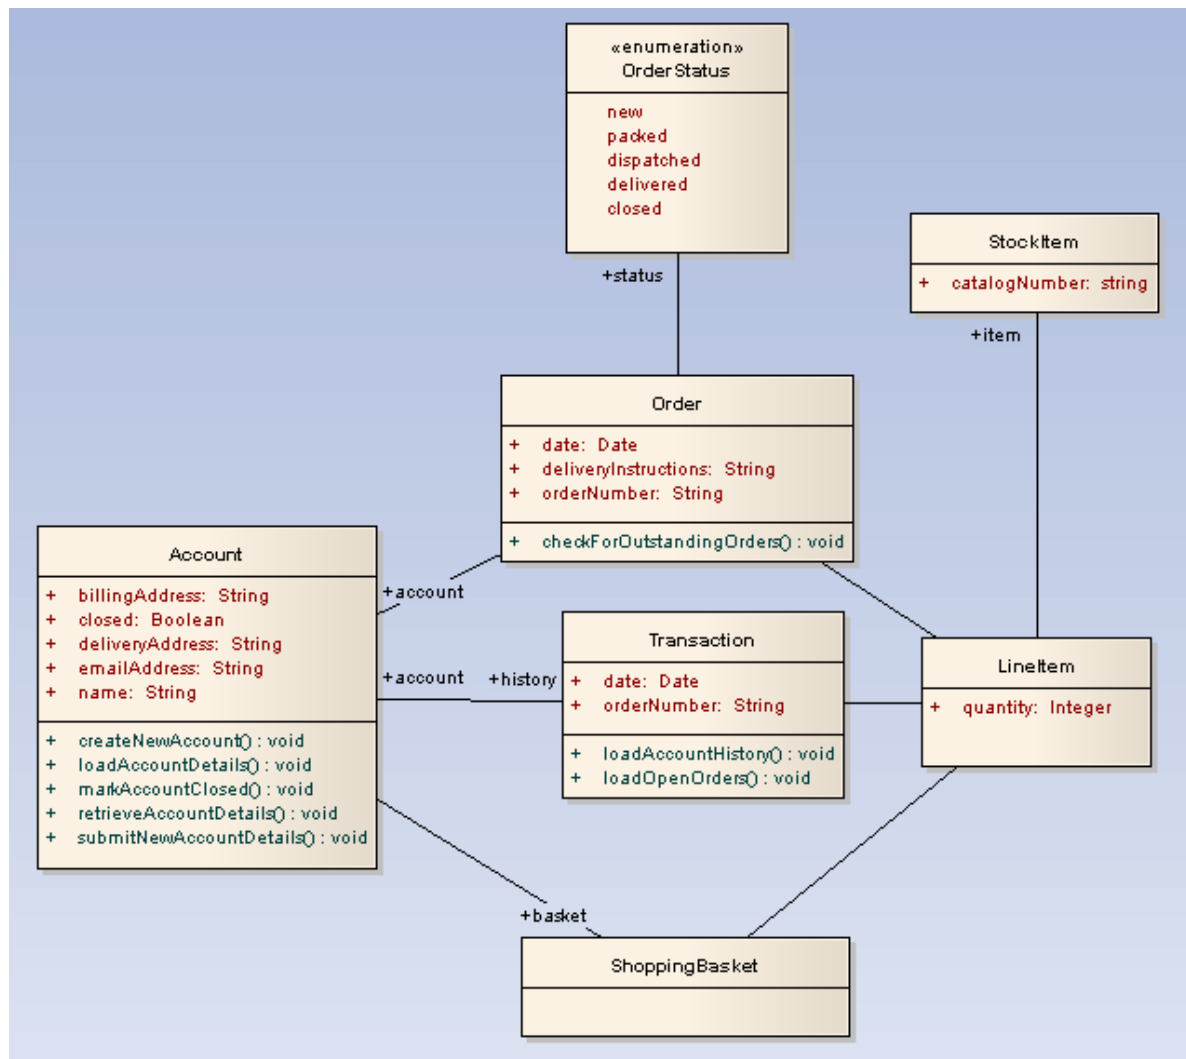 «enumeration»
OrderStatus
new
packed
dispatched
delivered
closed
+status
StockItem
+ catalogNumber: string
+item
Order
+ date: Date
+ deliveryInstructions: String
+ orderNumber: String
+ checkForOutstandingOrders() : void
Account
+ billingAddress: String
+ closed: Boolean
+ deliveryAddress: String
+ emailAddress: String
+ name: String
+ createNewAccount() : void
+ loadAccountDetails() : void
+ markAccountClosed() : void
+ retrieveAccountDetails() : void
+ submitNewAccountDetails() : void
+account
+account
+history
Transaction
+ date: Date
+ orderNumber: String
+ loadAccountHistory() : void
+ loadOpenOrders() : void
LineItem
+ quantity: Integer
+basket
ShoppingBasket